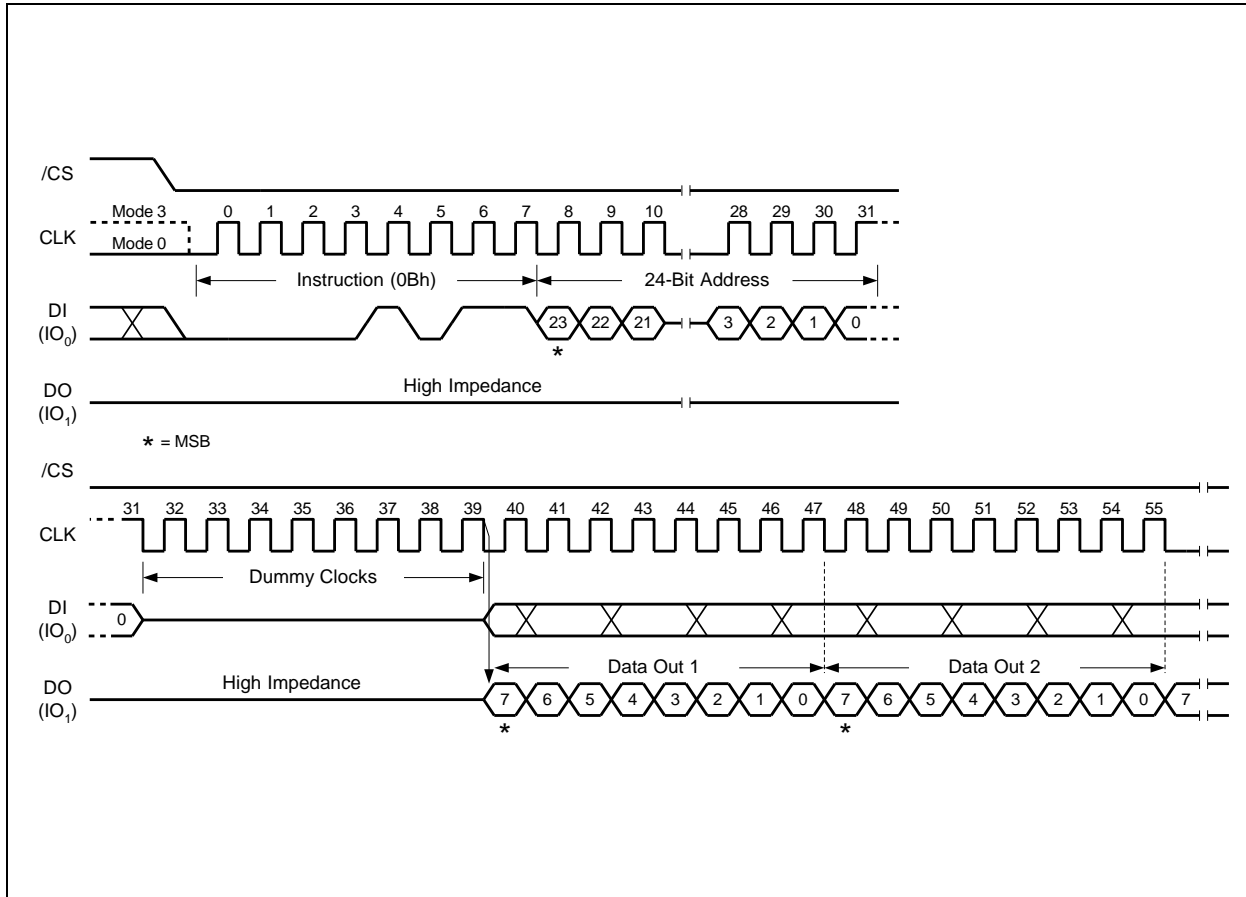 /CS
Mode 3 0 1 2 3 4 5 6 7 8 9 10 28 29 30 31
CLK
Mode 0
Instruction (0Bh) 24-Bit Address
DI
(IO0) 23 22 21 3 2 1 0
*
High Impedance
DO
(IO1)
* = MSB
/CS
31 32 33 34 35 36 37 38 39 40 41 42 43 44 45 46 47 48 49 50 51 52 53 54 55
CLK
Dummy Clocks
DI
(IO0) 0
Data Out 1 Data Out 2
High Impedance
DO
(IO1) 7 6 5 4 3 2 1 0 7 6 5 4 3 2 1 0 7
* *